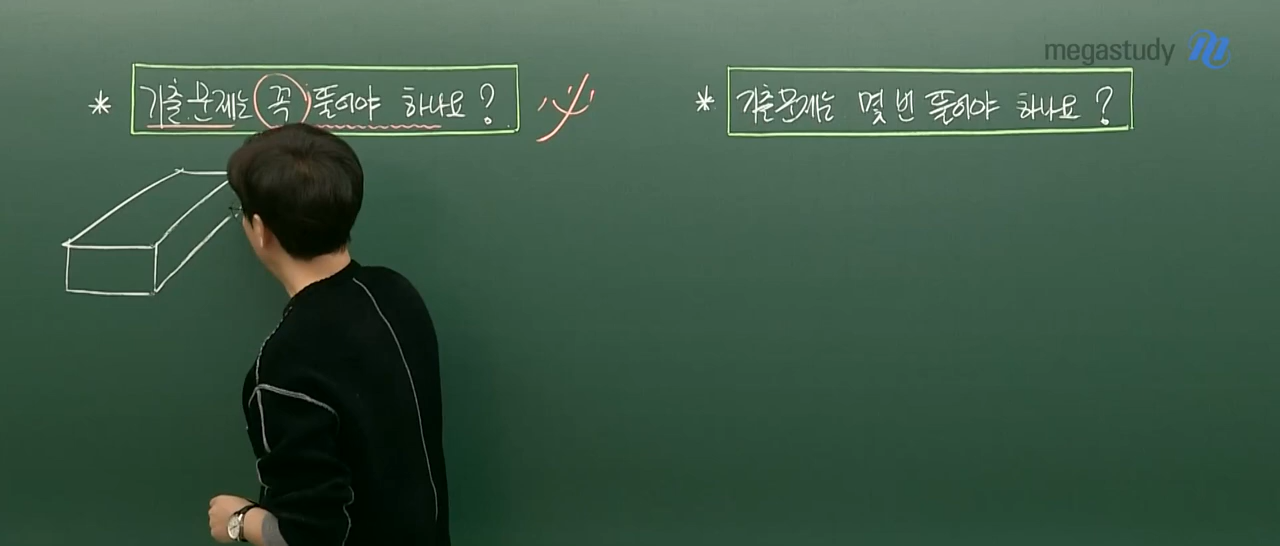 megastudy
* 기출문제는 꼭 풀어야 하나요? 必
* 기출문제는 몇 번 풀어야 하나요?